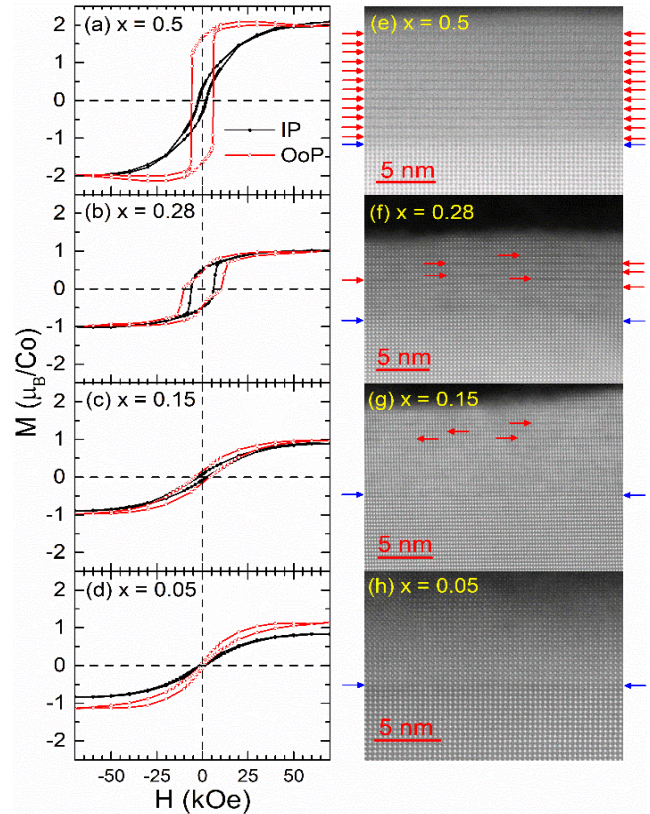 (a) x = 0.5
2
1
0
-1
-2
IP
OoP
(b) x = 0.28
2
1
0
-1
-2
(c) x = 0.15
2
1
0
-1
-2
(d) x = 0.05
2
1
0
-1
-2
M (μB/Co)
-50 -25 0 25 50
H (kOe)
(e) x = 0.5
5 nm
(f) x = 0.28
5 nm
(g) x = 0.15
5 nm
(h) x = 0.05
5 nm